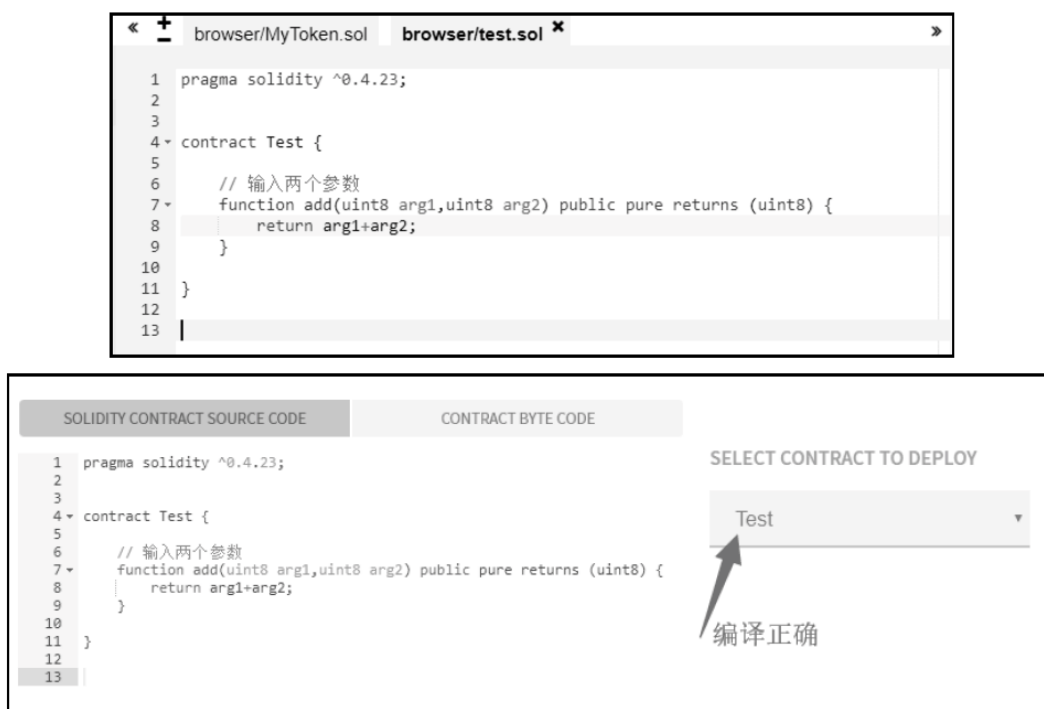 « + − browser/MyToken.sol browser/test.sol ✖ »
1 pragma solidity ^0.4.23;
2
3
4 contract Test {
5
6 // 输入两个参数
7 function add(uint8 arg1,uint8 arg2) public pure returns (uint8) {
8 return arg1+arg2;
9 }
10
11 }
12
13
SOLIDITY CONTRACT SOURCE CODE CONTRACT BYTE CODE
1 pragma solidity ^0.4.23;
2
3
4 contract Test {
5
6 // 输入两个参数
7 function add(uint8 arg1,uint8 arg2) public pure returns (uint8) {
8 return arg1+arg2;
9 }
10
11 }
12
13
SELECT CONTRACT TO DEPLOY
Test
编译正确